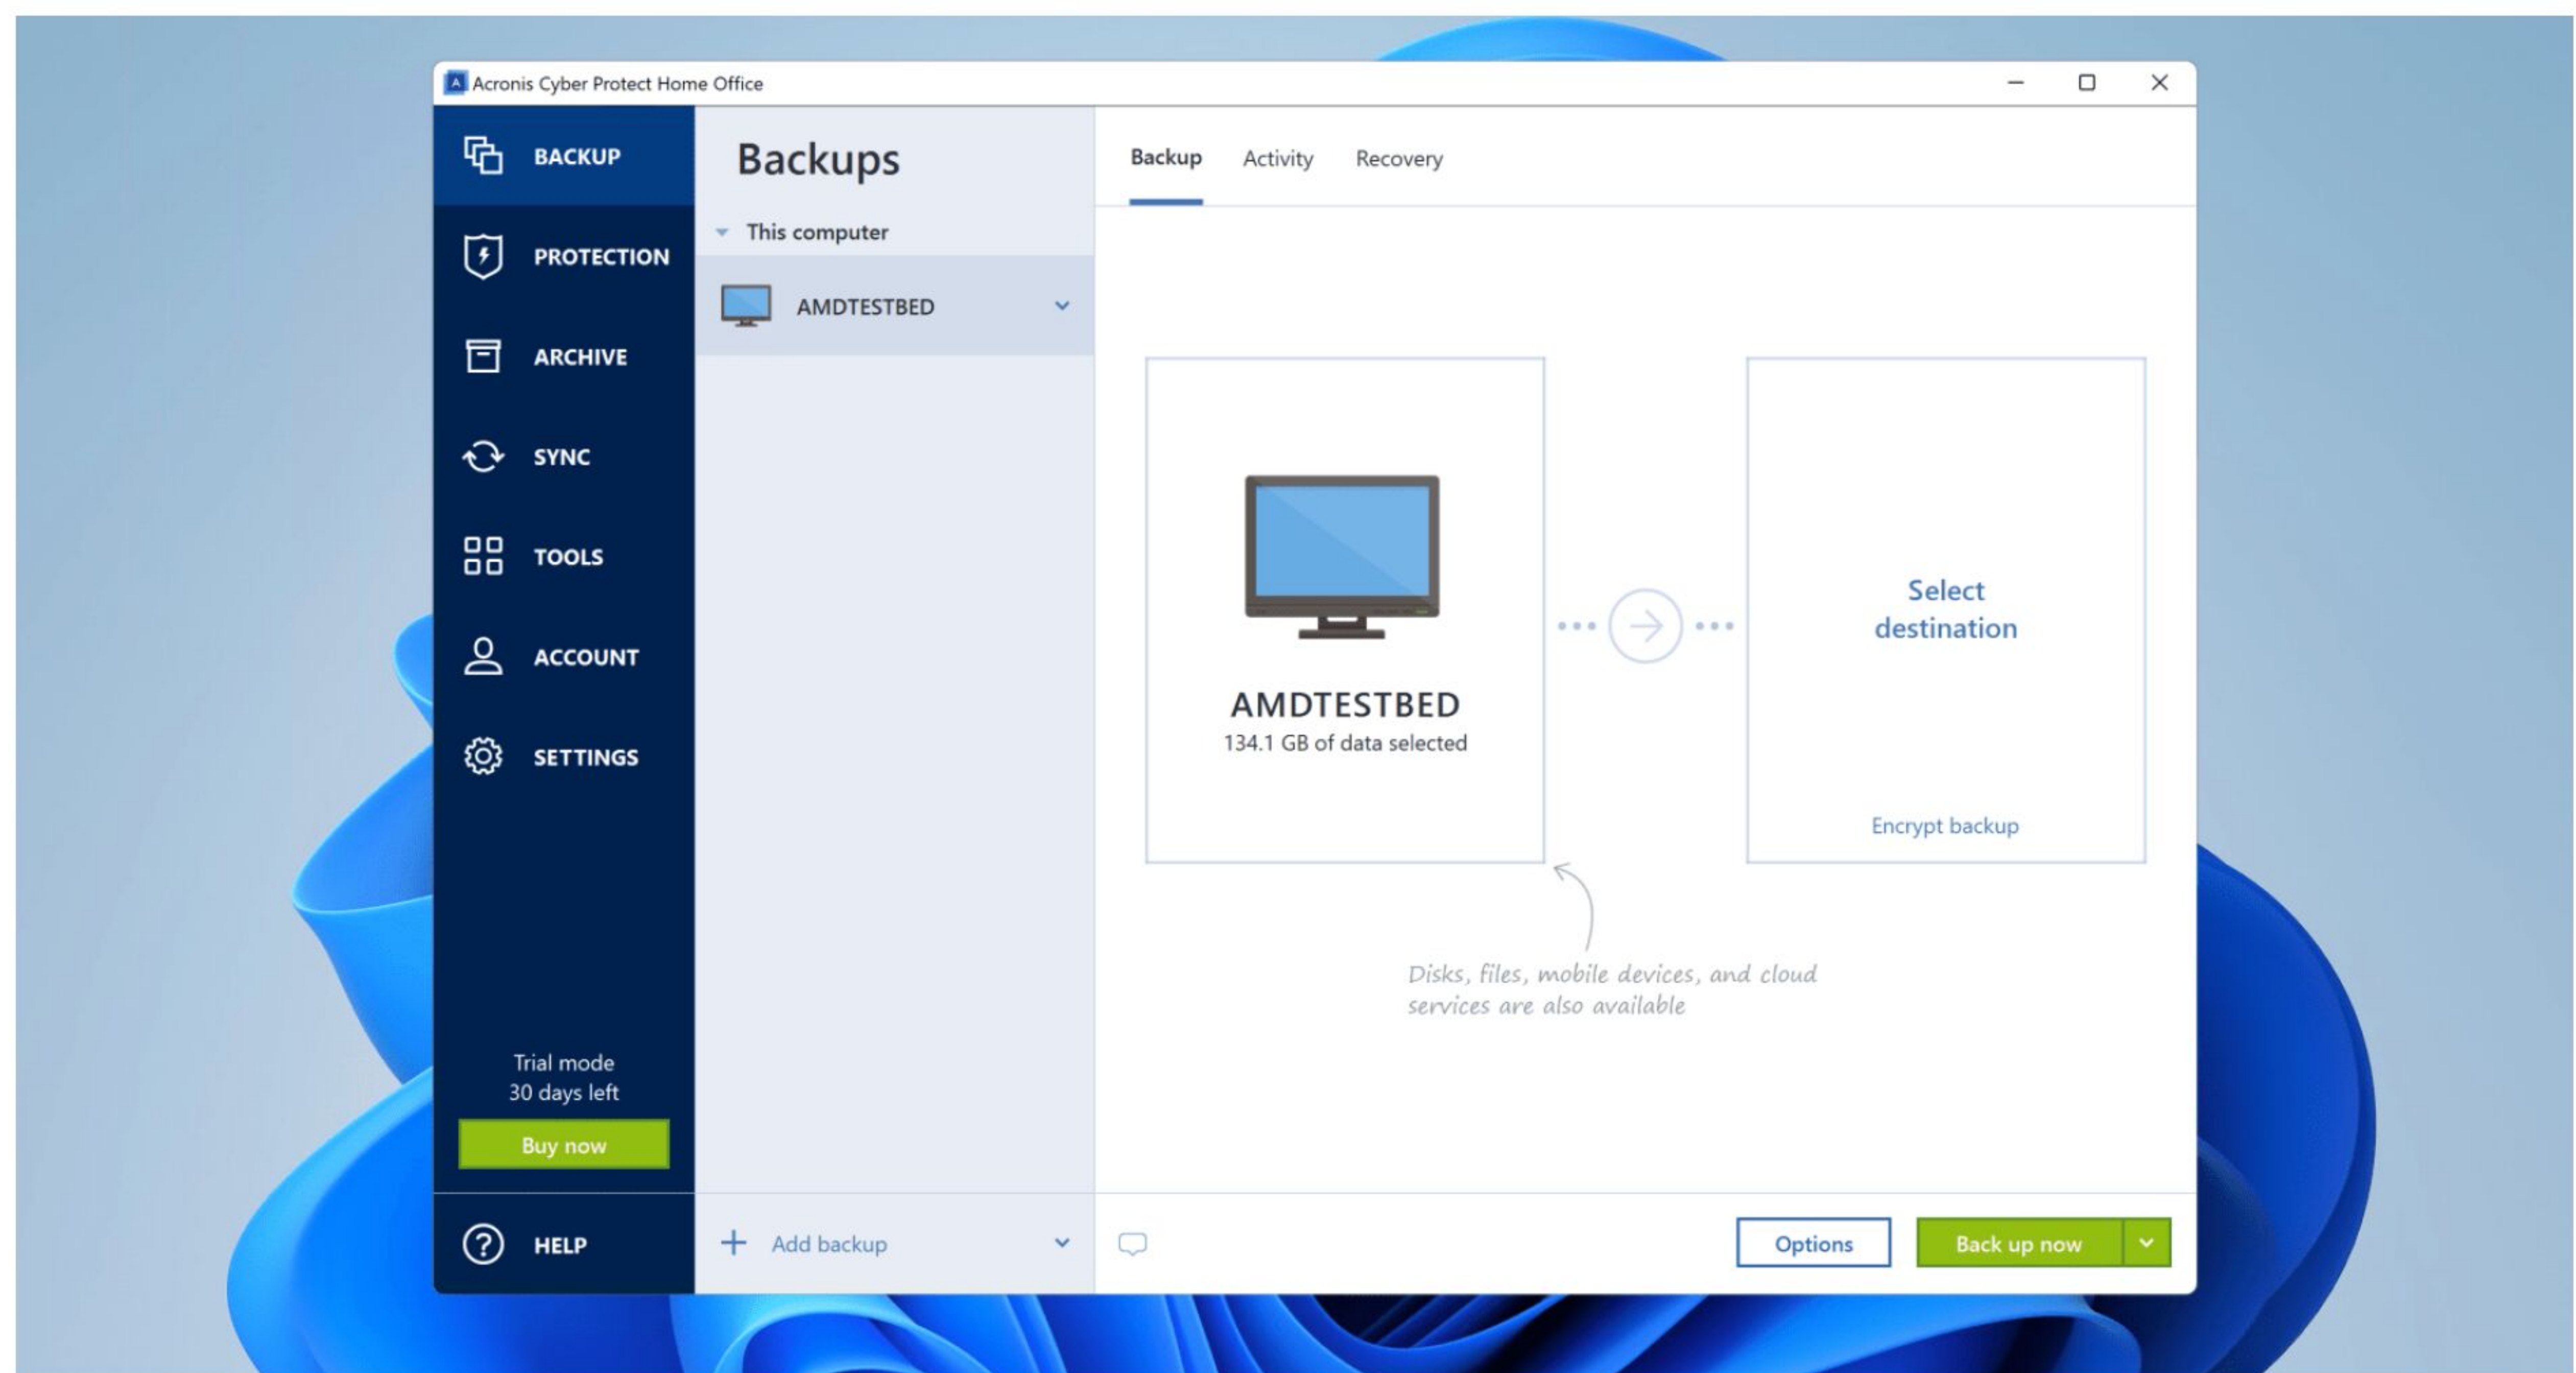 Acronis Cyber Protect Home Office
BACKUP
PROTECTION
ARCHIVE
SYNC
TOOLS
ACCOUNT
SETTINGS
Trial mode
30 days left
Buy now
HELP
Backups
This computer
AMDTESTBED
Add backup
Backup Activity Recovery
AMDTESTBED
134.1 GB of data selected
Select
destination
Encrypt backup
Disks, files, mobile devices, and cloud
services are also available
Options
Back up now